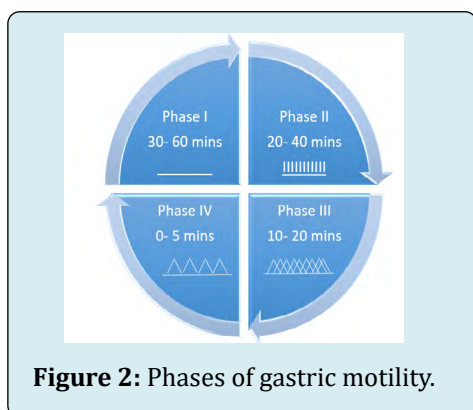 Phase I
30- 60 mins
Phase II
20- 40 mins
Phase IV
0- 5 mins
Phase III
10- 20 mins
Figure 2: Phases of gastric motility.